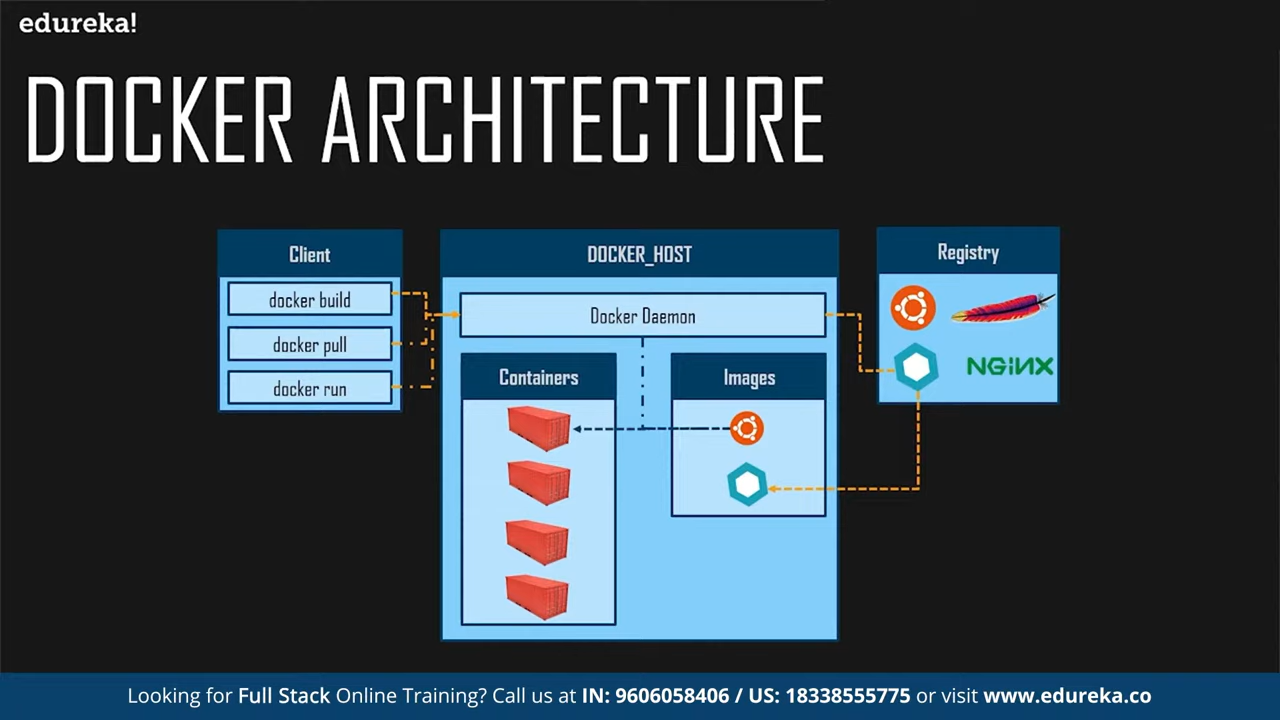 edureka!
DOCKER ARCHITECTURE
Client
docker build
docker pull
docker run
DOCKER_HOST
Docker Daemon
Containers
Images
Registry
NGiNX
Looking for Full Stack Online Training? Call us at IN: 9606058406 / US: 18338555775 or visit www.edureka.co